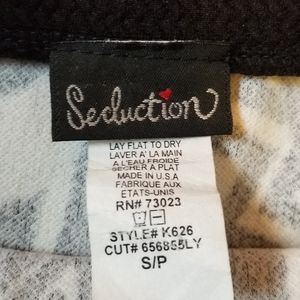 Seduction
LAY FLAT TO DRY
LAVER A' LA MAIN
A L'EAU FROIDE
SECHER A PLAT
MADE IN U.S.A
FABRIQUE AUX
ETATS-UNIS
RN# 73023
STYLE# K626
CUT# 656855LY
S/P